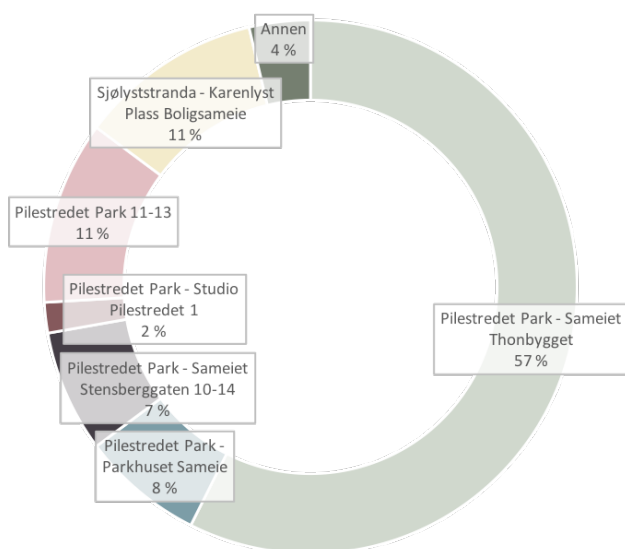 Annen
4 %
Sjølyststranda - Karenlyst
Plass Boligsameie
11 %
Pilestredet Park 11-13
11 %
Pilestredet Park - Studio
Pilestredet 1
2 %
Pilestredet Park - Sameiet
Thonbygget
57 %
Pilestredet Park - Sameiet
Stensberggaten 10-14
7 %
Pilestredet Park -
Parkhuset Sameie
8 %